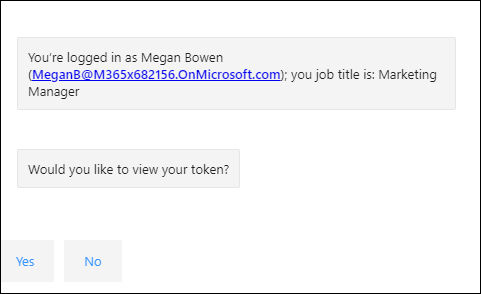 You're logged in as Megan Bowen
(MeganB@M365x682156.OnMicrosoft.com); you job title is: Marketing
Manager
Would you like to view your token?
Yes
No